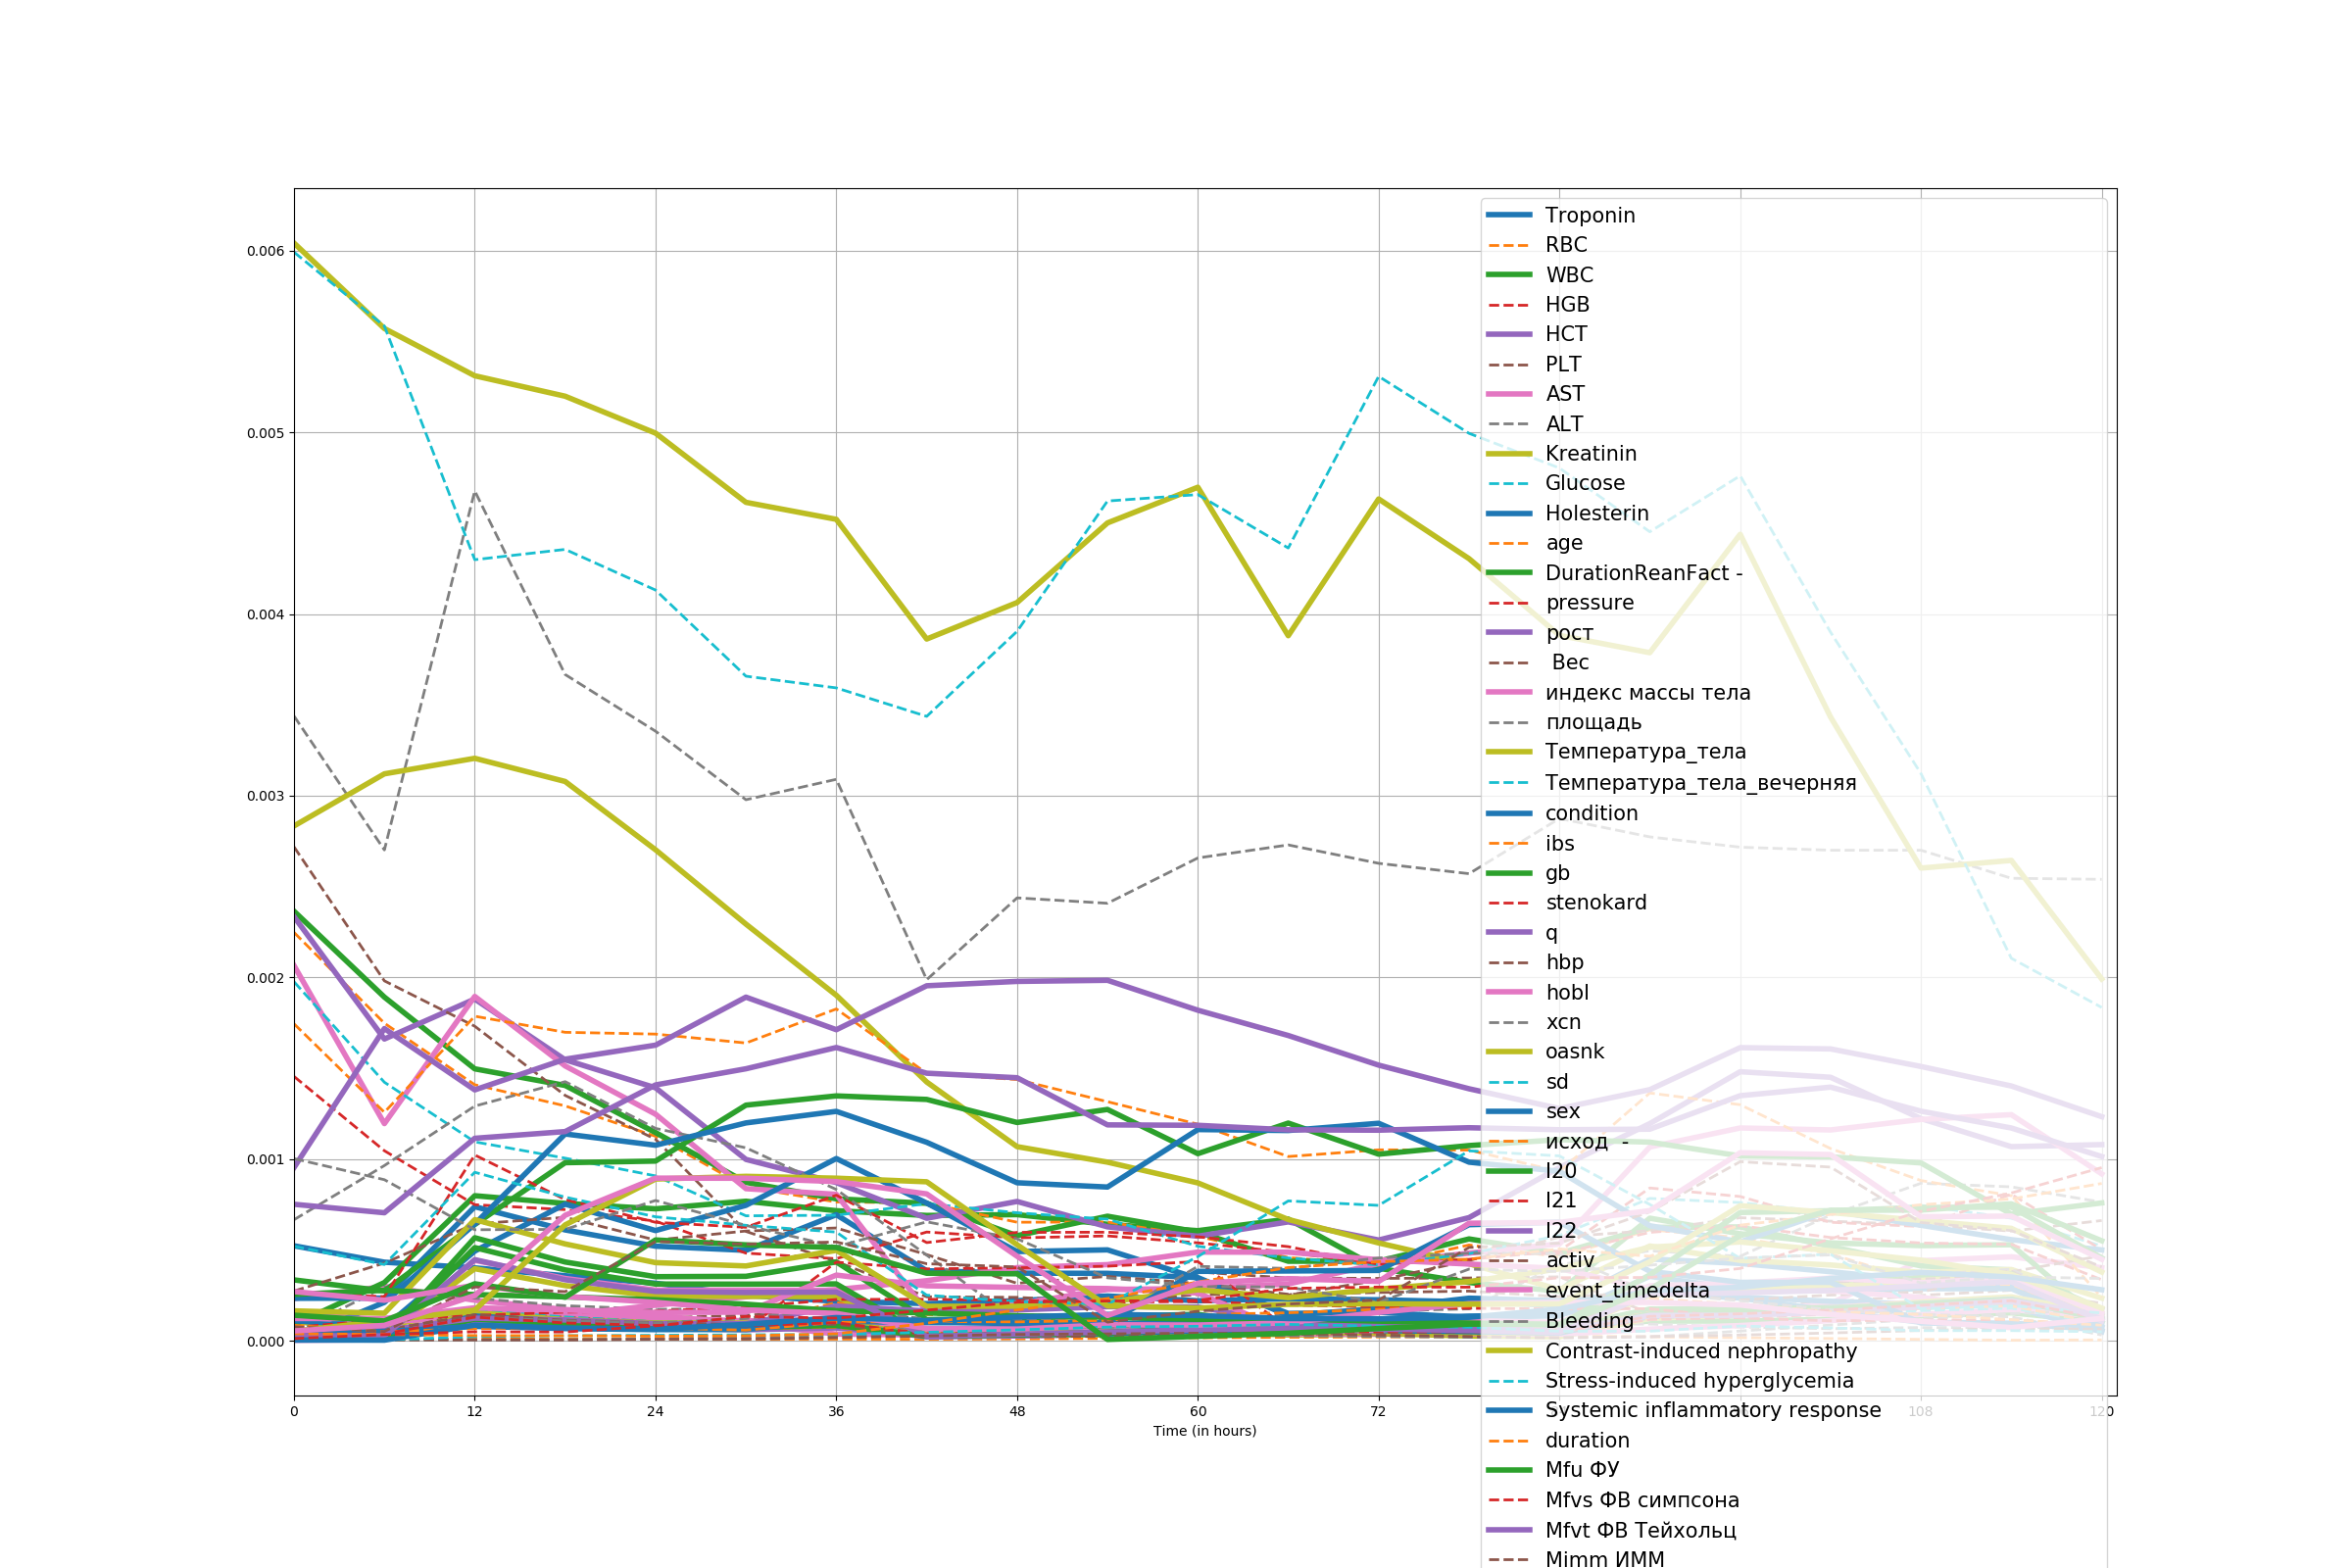 0.006
0.005
0.004
0.003
0.002
0.001
0.000
0 12 24 36 48 60 72 108 120
Time (in hours)
Troponin
RBC
WBC
HGB
HCT
PLT
AST
ALT
Kreatinin
Glucose
Holesterin
age
DurationReanFact -
pressure
рост
Вес
индекс массы тела
площадь
Температура_тела
Температура_тела_вечерняя
condition
ibs
gb
stenokard
q
hbp
hobl
xcn
oasnk
sd
sex
исход -
I20
I21
I22
activ
event_timedelta
Bleeding
Contrast-induced nephropathy
Stress-induced hyperglycemia
Systemic inflammatory response
duration
Mfu ФУ
Mfvs ФВ симпсона
Mfvt ФВ Тейхольц
Mimm ИММ